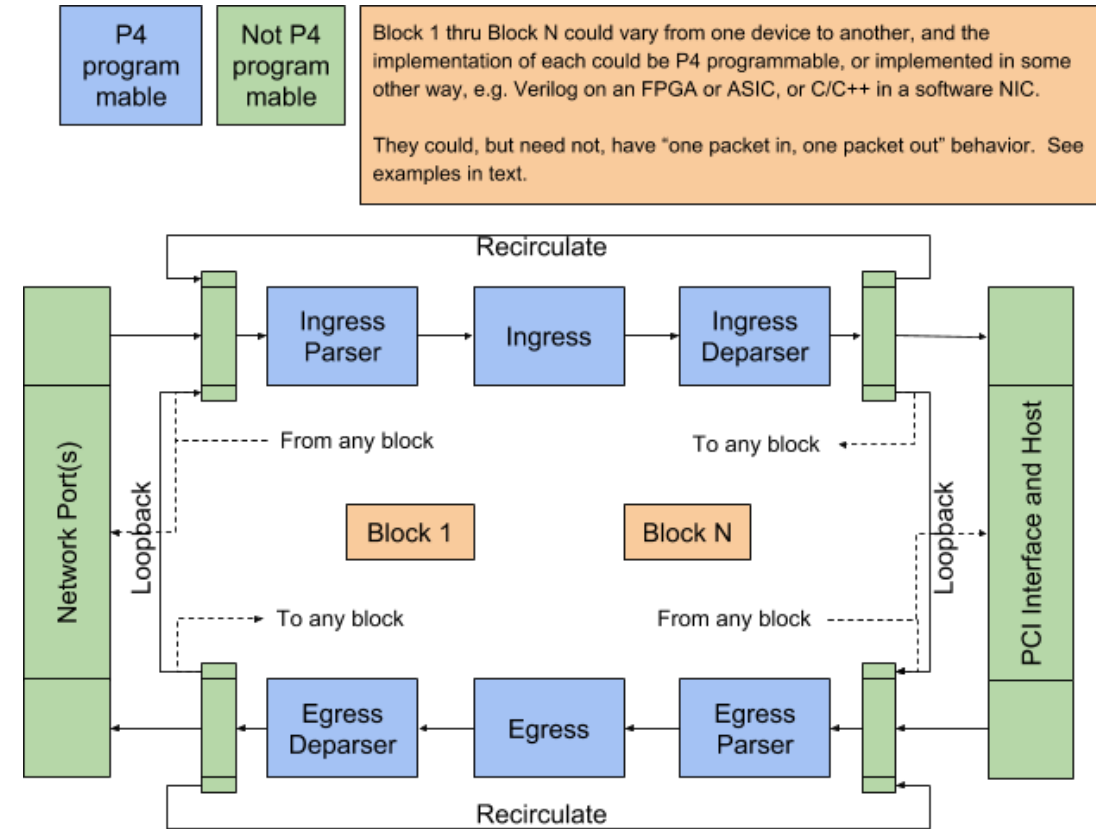 P4
program
mable
Not P4
program
mable
Block 1 thru Block N could vary from one device to another, and the
implementation of each could be P4 programmable, or implemented in some
other way, e.g. Verilog on an FPGA or ASIC, or C/C++ in a software NIC.
They could, but need not, have “one packet in, one packet out” behavior.  See
examples in text.
Recirculate
Ingress
Parser
Ingress
Ingress
Deparser
From any block
To any block
Network Port(s)
Loopback
Block 1
Block N
Loopback
PCI Interface and Host
To any block
From any block
Egress
Deparser
Egress
Egress
Parser
Recirculate